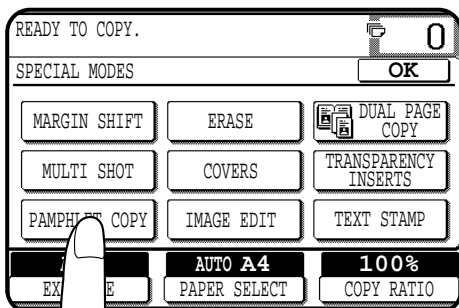 READY TO COPY.
0
SPECIAL MODES
OK
MARGIN SHIFT
ERASE
DUAL PAGE
COPY
MULTI SHOT
COVERS
TRANSPARENCY
INSERTS
PAMPHLET COPY
IMAGE EDIT
TEXT STAMP
AUTO A4
100%
PAPER SELECT
COPY RATIO